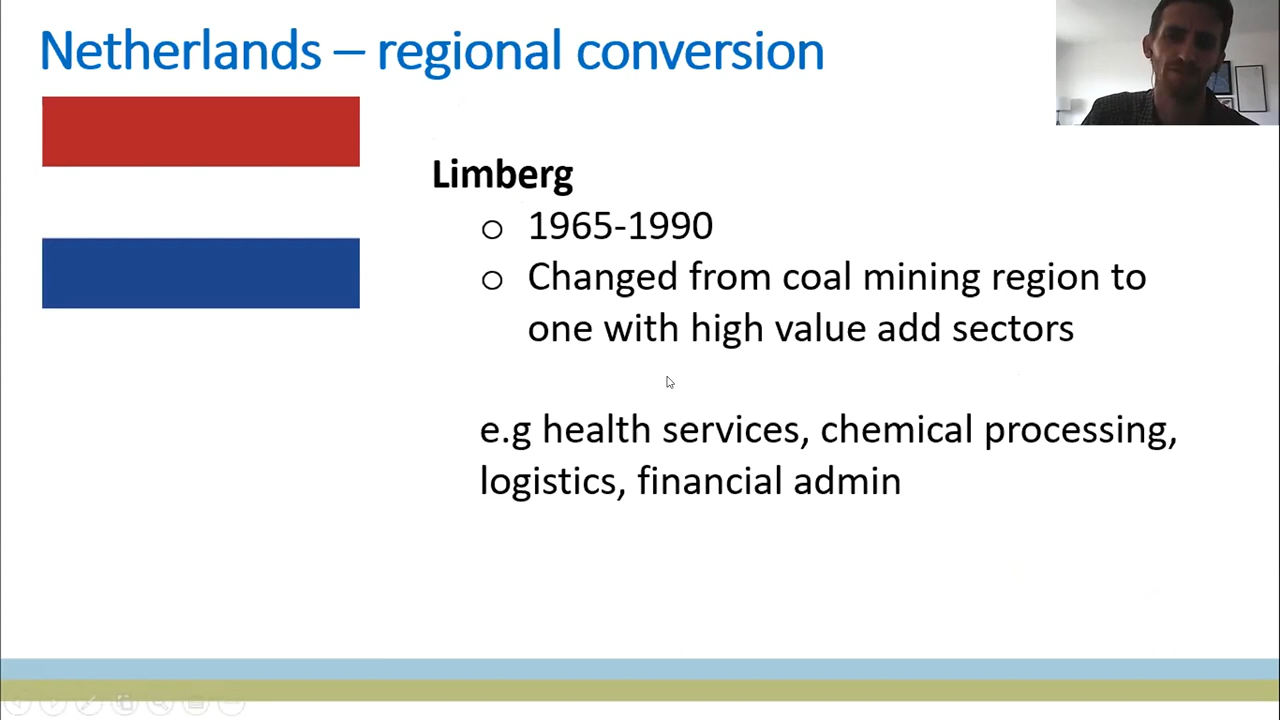 Netherlands – regional conversion
Limberg
o 1965-1990
o Changed from coal mining region to
one with high value add sectors
e.g health services, chemical processing,
logistics, financial admin